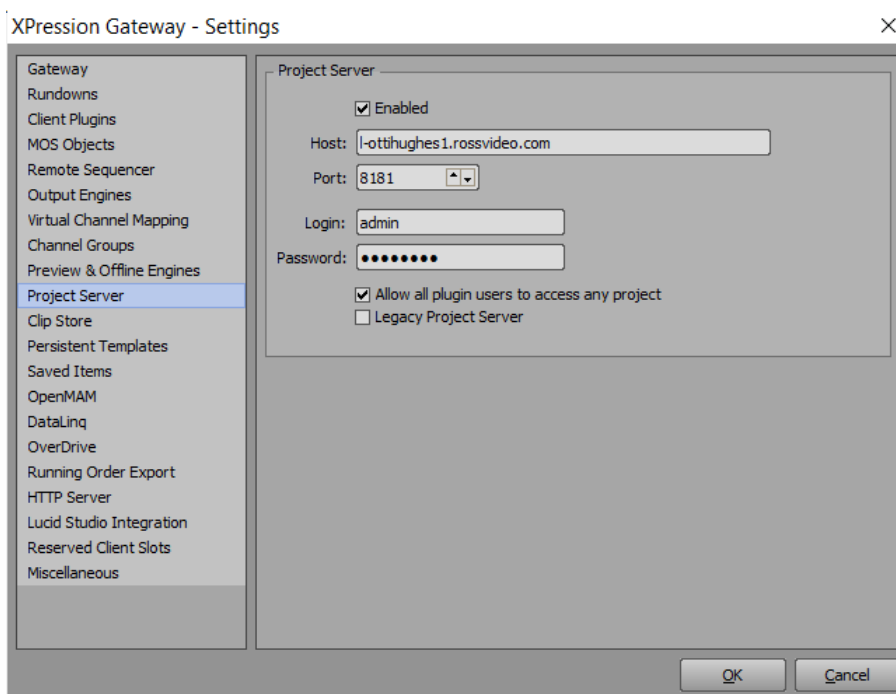 XPression Gateway - Settings
Gateway
Rundowns
Client Plugins
MOS Objects
Remote Sequencer
Output Engines
Virtual Channel Mapping
Channel Groups
Preview & Offline Engines
Project Server
Clip Store
Persistent Templates
Saved Items
OpenMAM
DataLinq
OverDrive
Running Order Export
HTTP Server
Lucid Studio Integration
Reserved Client Slots
Miscellaneous
Project Server
Enabled
Host: l-ottihughes1.rossvideo.com
Port: 8181
Login: admin
Password: ●●●●●●●●
Allow all plugin users to access any project
Legacy Project Server
OK
Cancel